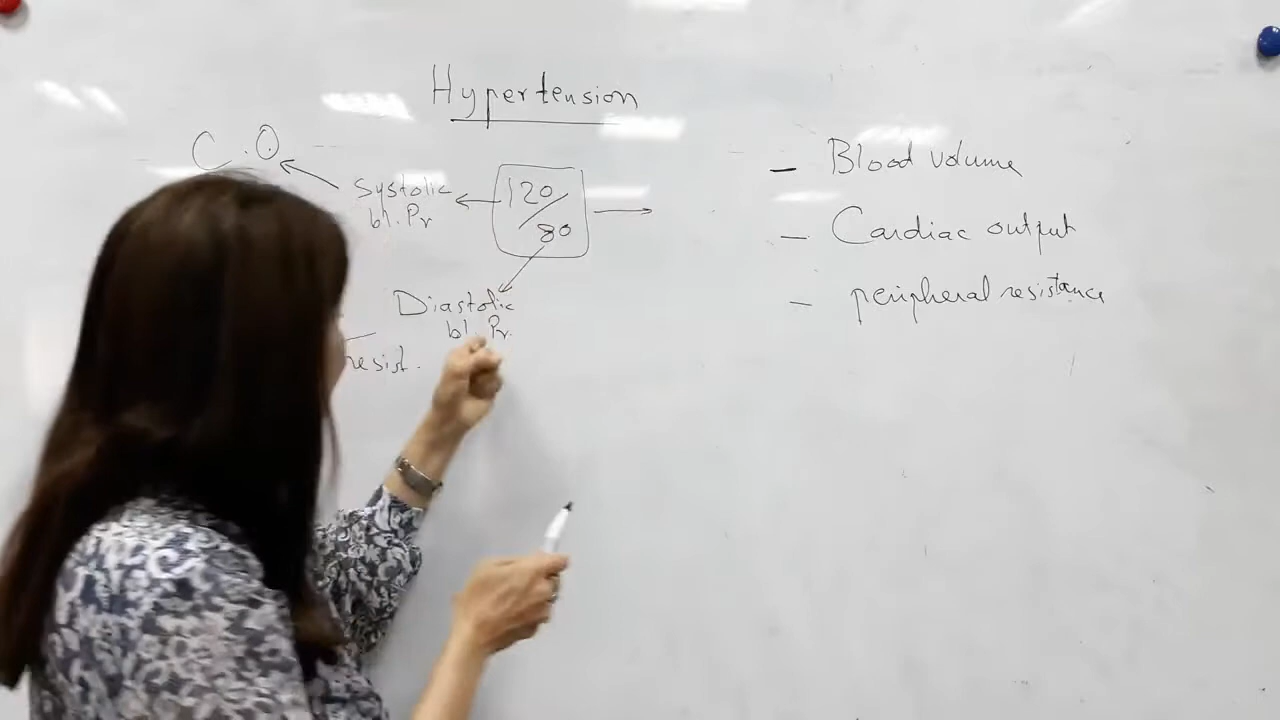 Hypertension
C.O
Systolic
bl. Pr
120/80
Diastolic
bl. Pr.
resist.
- Blood volume
- Cardiac output
- peripheral resistance